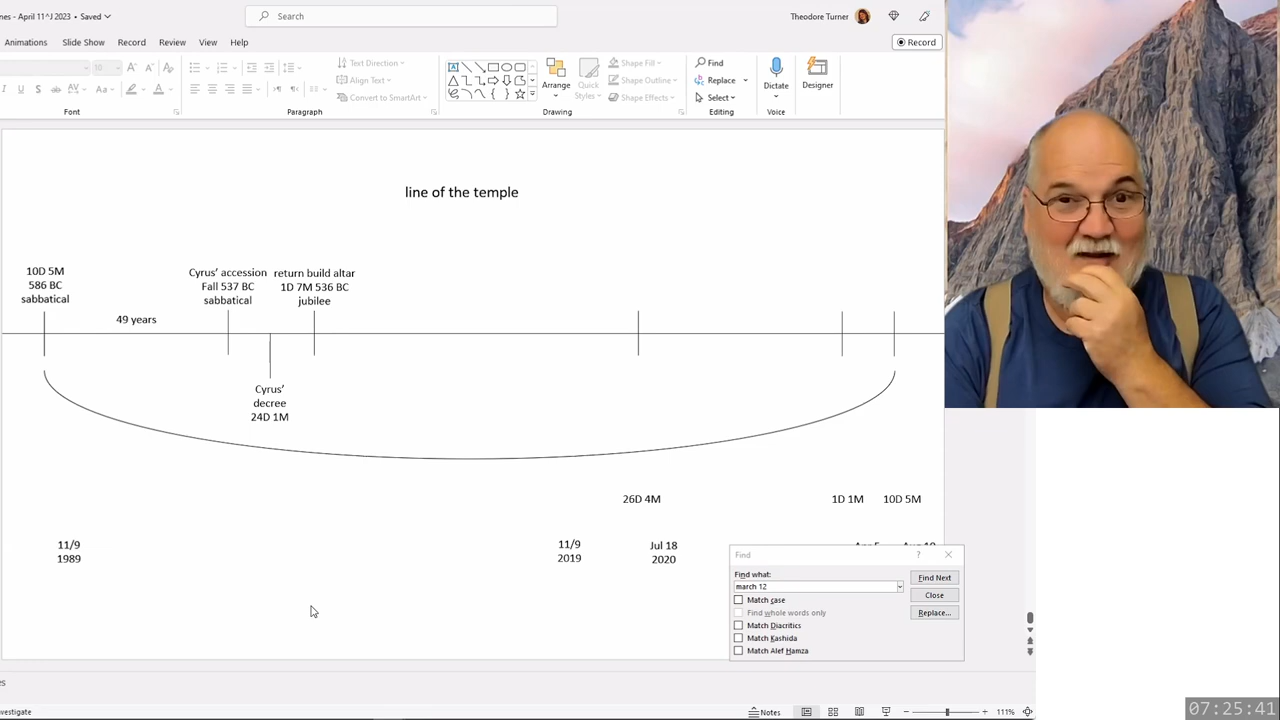 nes - April 11^J 2023 • Saved
Search
Theodore Turner
Animations
Slide Show
Record
Review
View
Help
Record
10
Text Direction
Align Text
Convert to SmartArt
Arrange
Quick
Styles
Shape Fill
Shape Outline
Shape Effects
Find
Replace
Select
Dictate
Designer
Font
Paragraph
Drawing
Editing
Voice
line of the temple
10D 5M
586 BC
sabbatical
Cyrus’ accession
Fall 537 BC
sabbatical
return build altar
1D 7M 536 BC
jubilee
49 years
Cyrus’
decree
24D 1M
26D 4M
1D 1M
10D 5M
11/9
1989
11/9
2019
Jul 18
2020
Find
?
Find what:
march 12
Find Next
Match case
Close
Find whole words only
Replace...
Match Diacritics
Match Kashida
Match Alef Hamza
es
nvestigate
Notes
111%
07:25:41